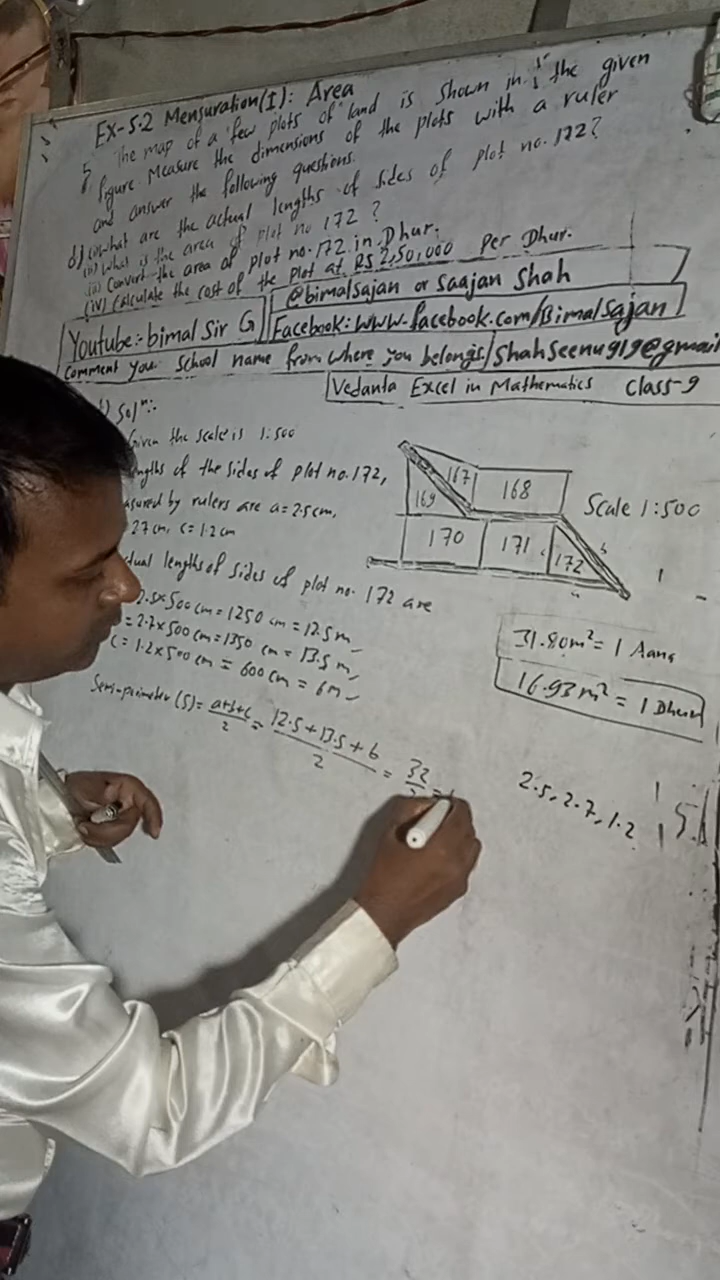 Ex-5.2 Mensuration(I): Area
The map of a few plots of land is shown in the given
figure Measure the dimensions of the plots with a ruler
and answer the following questions.
d) (i) What are the actual lengths of sides of plot no. 172?
(ii) What is the area of plot no 172 ?
(iii) Convert the area of plot no. 172 in Dhur.
(iv) Calculate the cost of the plot at RS 2,50,000 per Dhur.
Youtube:- bimal Sir G
@bimalsajan or Saajan Shah
Facebook: www.facebook.com/Bimalsajan
Comment your school name from where you belongs/Shahseenu919@gmail
Vedanta Excel in Mathematics Class-9
) Solⁿ:-
Given the scale is 1:500
of the sides of plot no. 172,
by rulers are a = 2.5 cm,
2.7 cm, c = 1.2 cm
lengths of sides of plot no. 172 are
2.5 x 500 cm = 1250 cm = 12.5 m
= 2.7 x 500 cm = 1350 cm = 13.5 m,
c = 1.2 x 500 cm = 600 cm = 6m
Semi-perimeter (S) = a+b+c/2 = 12.5 + 13.5 + 6/2 = 32/2 =
167
168
169
170
171
172
c
b
a
Scale 1:500
31.80m² = 1 Aana
16.93 m² = 1 Dhur
2.5, 2.7, 1.2